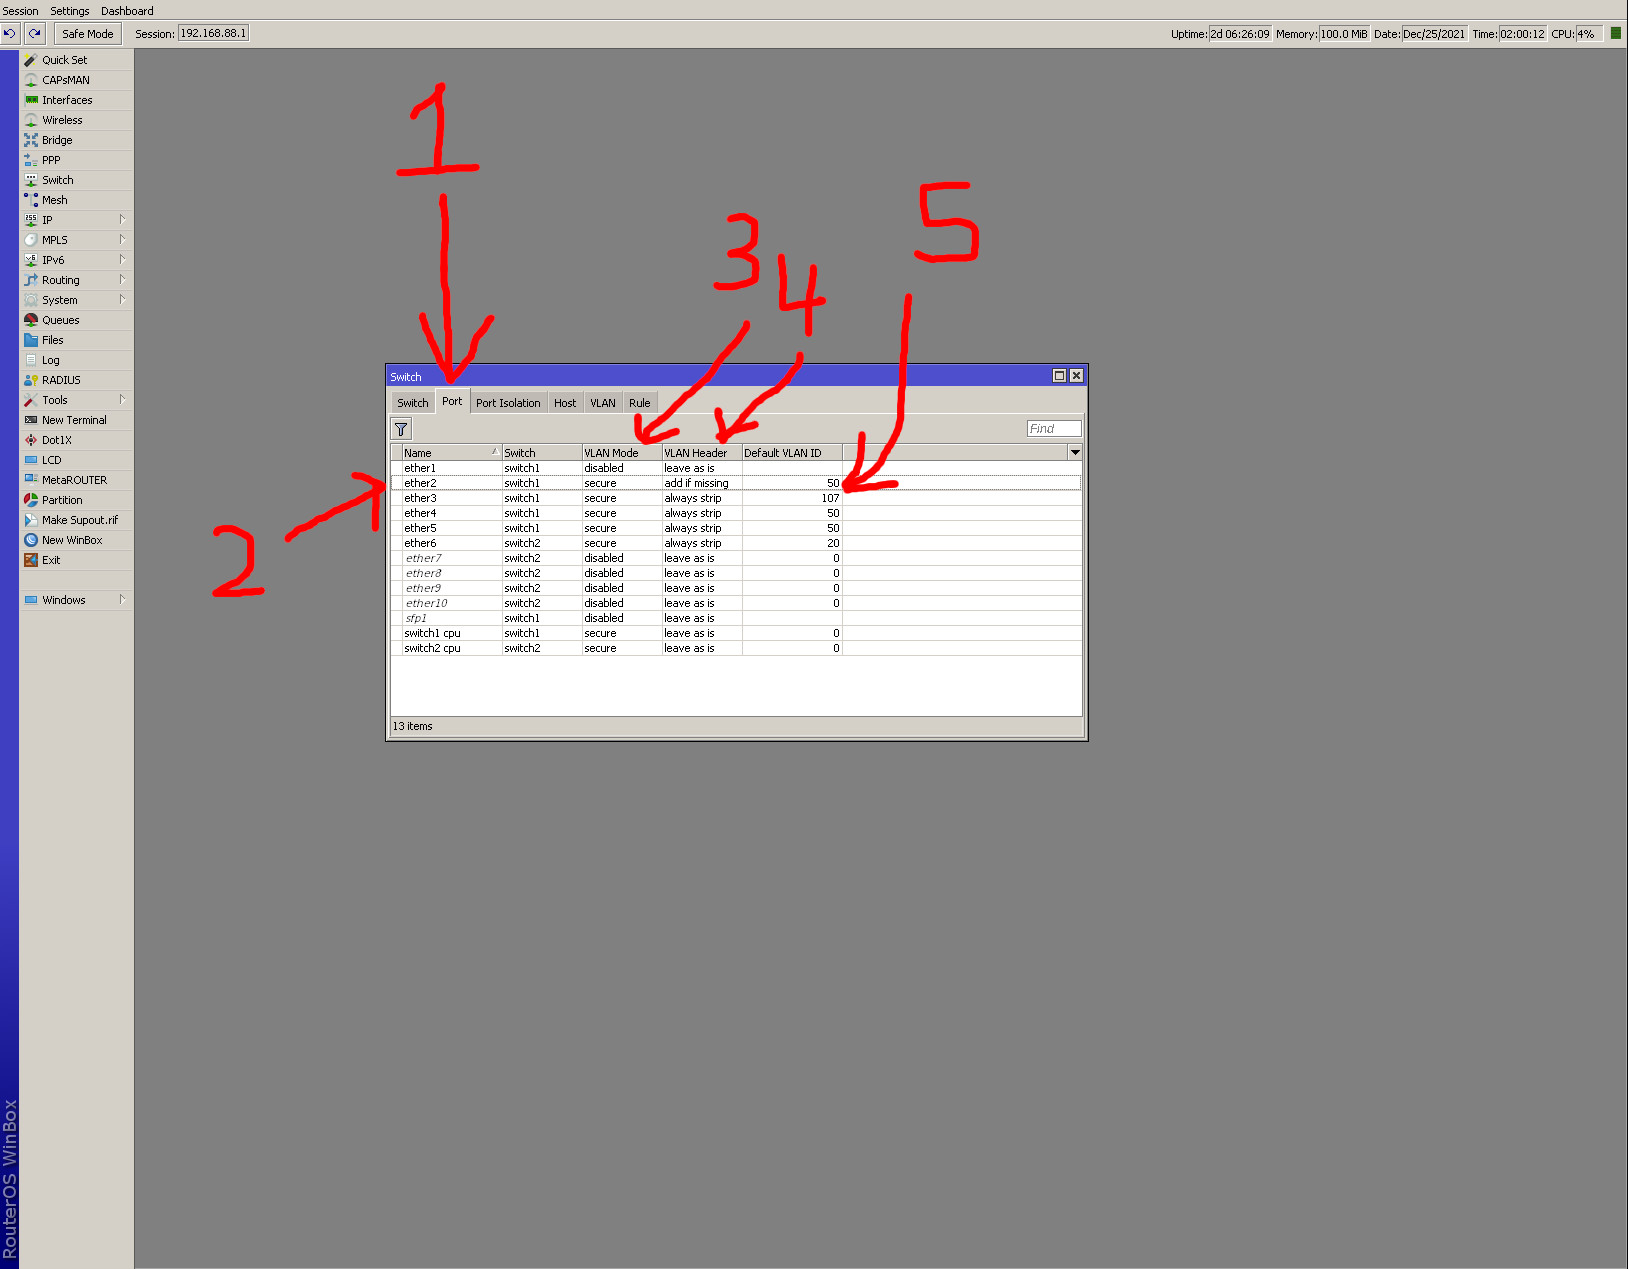 Session Settings Dashboard
Safe Mode Session: 192.168.88.1 Uptime: 2d 06:26:09 Memory: 100.0 MiB Date: Dec/25/2021 Time: 02:00:12 CPU: 4%
Quick Set
CAPsMAN
Interfaces
Wireless
Bridge
PPP
Switch
Mesh
IP
MPLS
IPv6
Routing
System
Queues
Files
Log
RADIUS
Tools
New Terminal
Dot1X
LCD
MetaROUTER
Partition
Make Supout.rif
New WinBox
Exit
Windows
RouterOS WinBox
1
2
3
4
5
Switch
Switch Port Port Isolation Host VLAN Rule
Find
Name Switch VLAN Mode VLAN Header Default VLAN ID
ether1 switch1 disabled leave as is
ether2 switch1 secure add if missing 50
ether3 switch1 secure always strip 107
ether4 switch1 secure always strip 50
ether5 switch1 secure always strip 50
ether6 switch2 secure always strip 20
ether7 switch2 disabled leave as is 0
ether8 switch2 disabled leave as is 0
ether9 switch2 disabled leave as is 0
ether10 switch2 disabled leave as is 0
sfp1 switch1 disabled leave as is
switch1 cpu switch1 secure leave as is 0
switch2 cpu switch2 secure leave as is 0
13 items